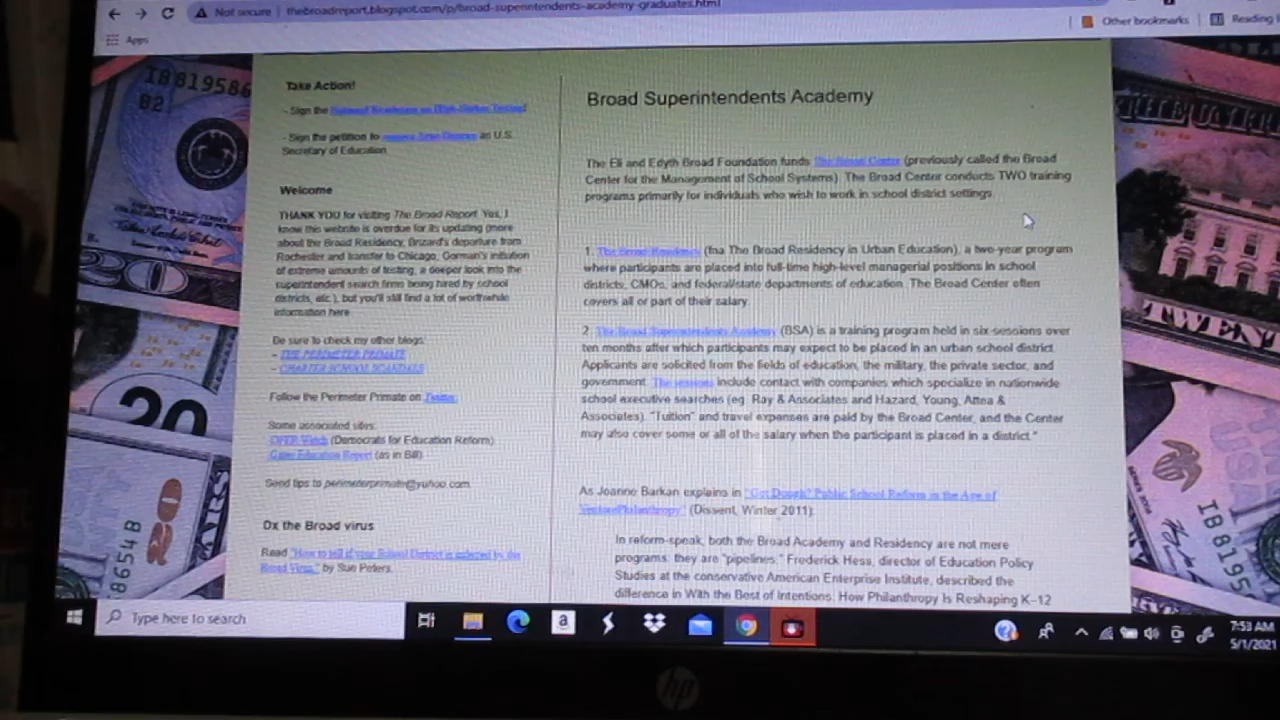 Not secure | thebroadreport.blogspot.com/p/broad-superintendents-academy-graduates.html
Other bookmarks
Reading
Apps
Take Action!
- Sign the National Resolution on High-Stakes Testing!
- Sign the petition to remove Arne Duncan as U.S.
Secretary of Education
Welcome
THANK YOU for visiting The Broad Report. Yes, I
know this website is overdue for its updating (more
about the Broad Residency, Brizard's departure from
Rochester and transfer to Chicago, Gorman's initiation
of extreme amounts of testing, a deeper look into the
superintendent search firms being hired by school
districts, etc.), but you'll still find a lot of worthwhile
information here.
Be sure to check my other blogs:
- THE PERIMETER PRIMATE
- CHARTER SCHOOL SCANDALS
Follow the Perimeter Primate on Twitter.
Some associated sites:
DFER Watch (Democrats for Education Reform)
Gates Education Report (as in Bill)
Send tips to perimeterprimate@yahoo.com.
Dx the Broad virus
Read "How to tell if your School District is infected by the
Broad Virus," by Sue Peters.
Broad Superintendents Academy
The Eli and Edyth Broad Foundation funds The Broad Center (previously called the Broad
Center for the Management of School Systems). The Broad Center conducts TWO training
programs primarily for individuals who wish to work in school district settings.
1. The Broad Residency (fna The Broad Residency in Urban Education), a two-year program
where participants are placed into full-time high-level managerial positions in school
districts, CMOs, and federal/state departments of education. The Broad Center often
covers all or part of their salary.
2. The Broad Superintendents Academy (BSA) is a training program held in six-sessions over
ten months after which participants may expect to be placed in an urban school district.
Applicants are solicited from the fields of education, the military, the private sector, and
government. The sessions include contact with companies which specialize in nationwide
school executive searches (eg. Ray & Associates and Hazard, Young, Attea &
Associates). "Tuition" and travel expenses are paid by the Broad Center, and the Center
may also cover some or all of the salary when the participant is placed in a district."
As Joanne Barkan explains in "Got Dough? Public School Reform in the Age of
VenturePhilanthropy" (Dissent, Winter 2011):
In reform-speak, both the Broad Academy and Residency are not mere
programs: they are "pipelines." Frederick Hess, director of Education Policy
Studies at the conservative American Enterprise Institute, described the
difference in With the Best of Intentions: How Philanthropy Is Reshaping K-12
I8819586
B2
20
20
20
8654B
TWENTY
I8819
Type here to search
7:53 AM
5/1/2021
hp